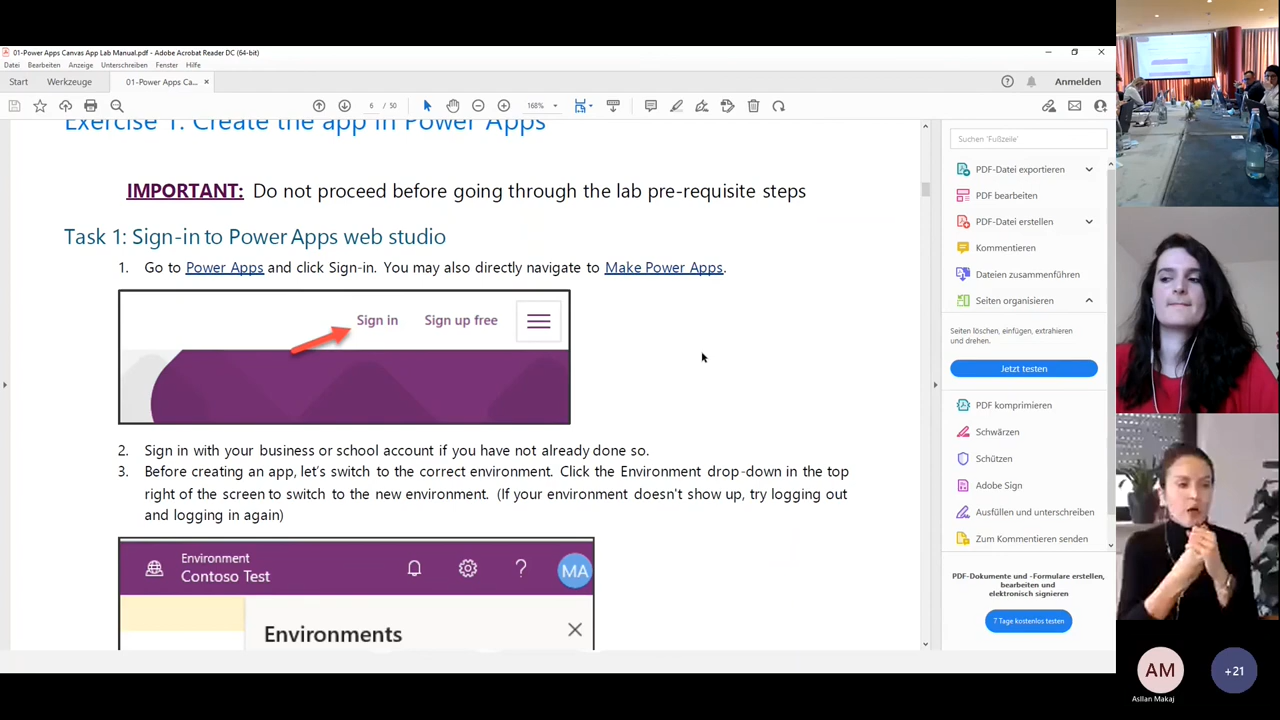 01-Power Apps Canvas App Lab Manual.pdf - Adobe Acrobat Reader DC (64-bit)
Datei Bearbeiten Anzeige Unterschreiben Fenster Hilfe
Start Werkzeuge 01-Power Apps Ca... × Anmelden
6 / 50 168%
Exercise 1: Create the app in Power Apps
IMPORTANT: Do not proceed before going through the lab pre-requisite steps
Task 1: Sign-in to Power Apps web studio
1. Go to Power Apps and click Sign-in. You may also directly navigate to Make Power Apps.
Sign in Sign up free
2. Sign in with your business or school account if you have not already done so.
3. Before creating an app, let's switch to the correct environment. Click the Environment drop-down in the top
right of the screen to switch to the new environment. (If your environment doesn't show up, try logging out
and logging in again)
Environment
Contoso Test
? MA
Environments
Suchen 'Fußzeile'
PDF-Datei exportieren
PDF bearbeiten
PDF-Datei erstellen
Kommentieren
Dateien zusammenführen
Seiten organisieren
Seiten löschen, einfügen, extrahieren
und drehen.
Jetzt testen
PDF komprimieren
Schwärzen
Schützen
Adobe Sign
Ausfüllen und unterschreiben
Zum Kommentieren senden
PDF-Dokumente und -Formulare erstellen,
bearbeiten und
elektronisch signieren
7 Tage kostenlos testen
AM
Asllan Makaj
+21